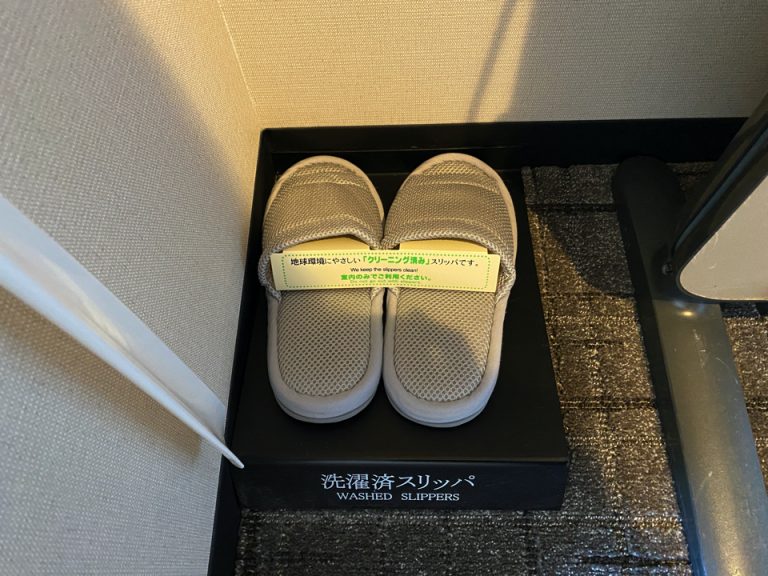 地球環境にやさしい「クリーニング済み」スリッパです。
We keep the slippers clean!
室内のみでご利用ください。
洗濯済スリッパ
WASHED SLIPPERS